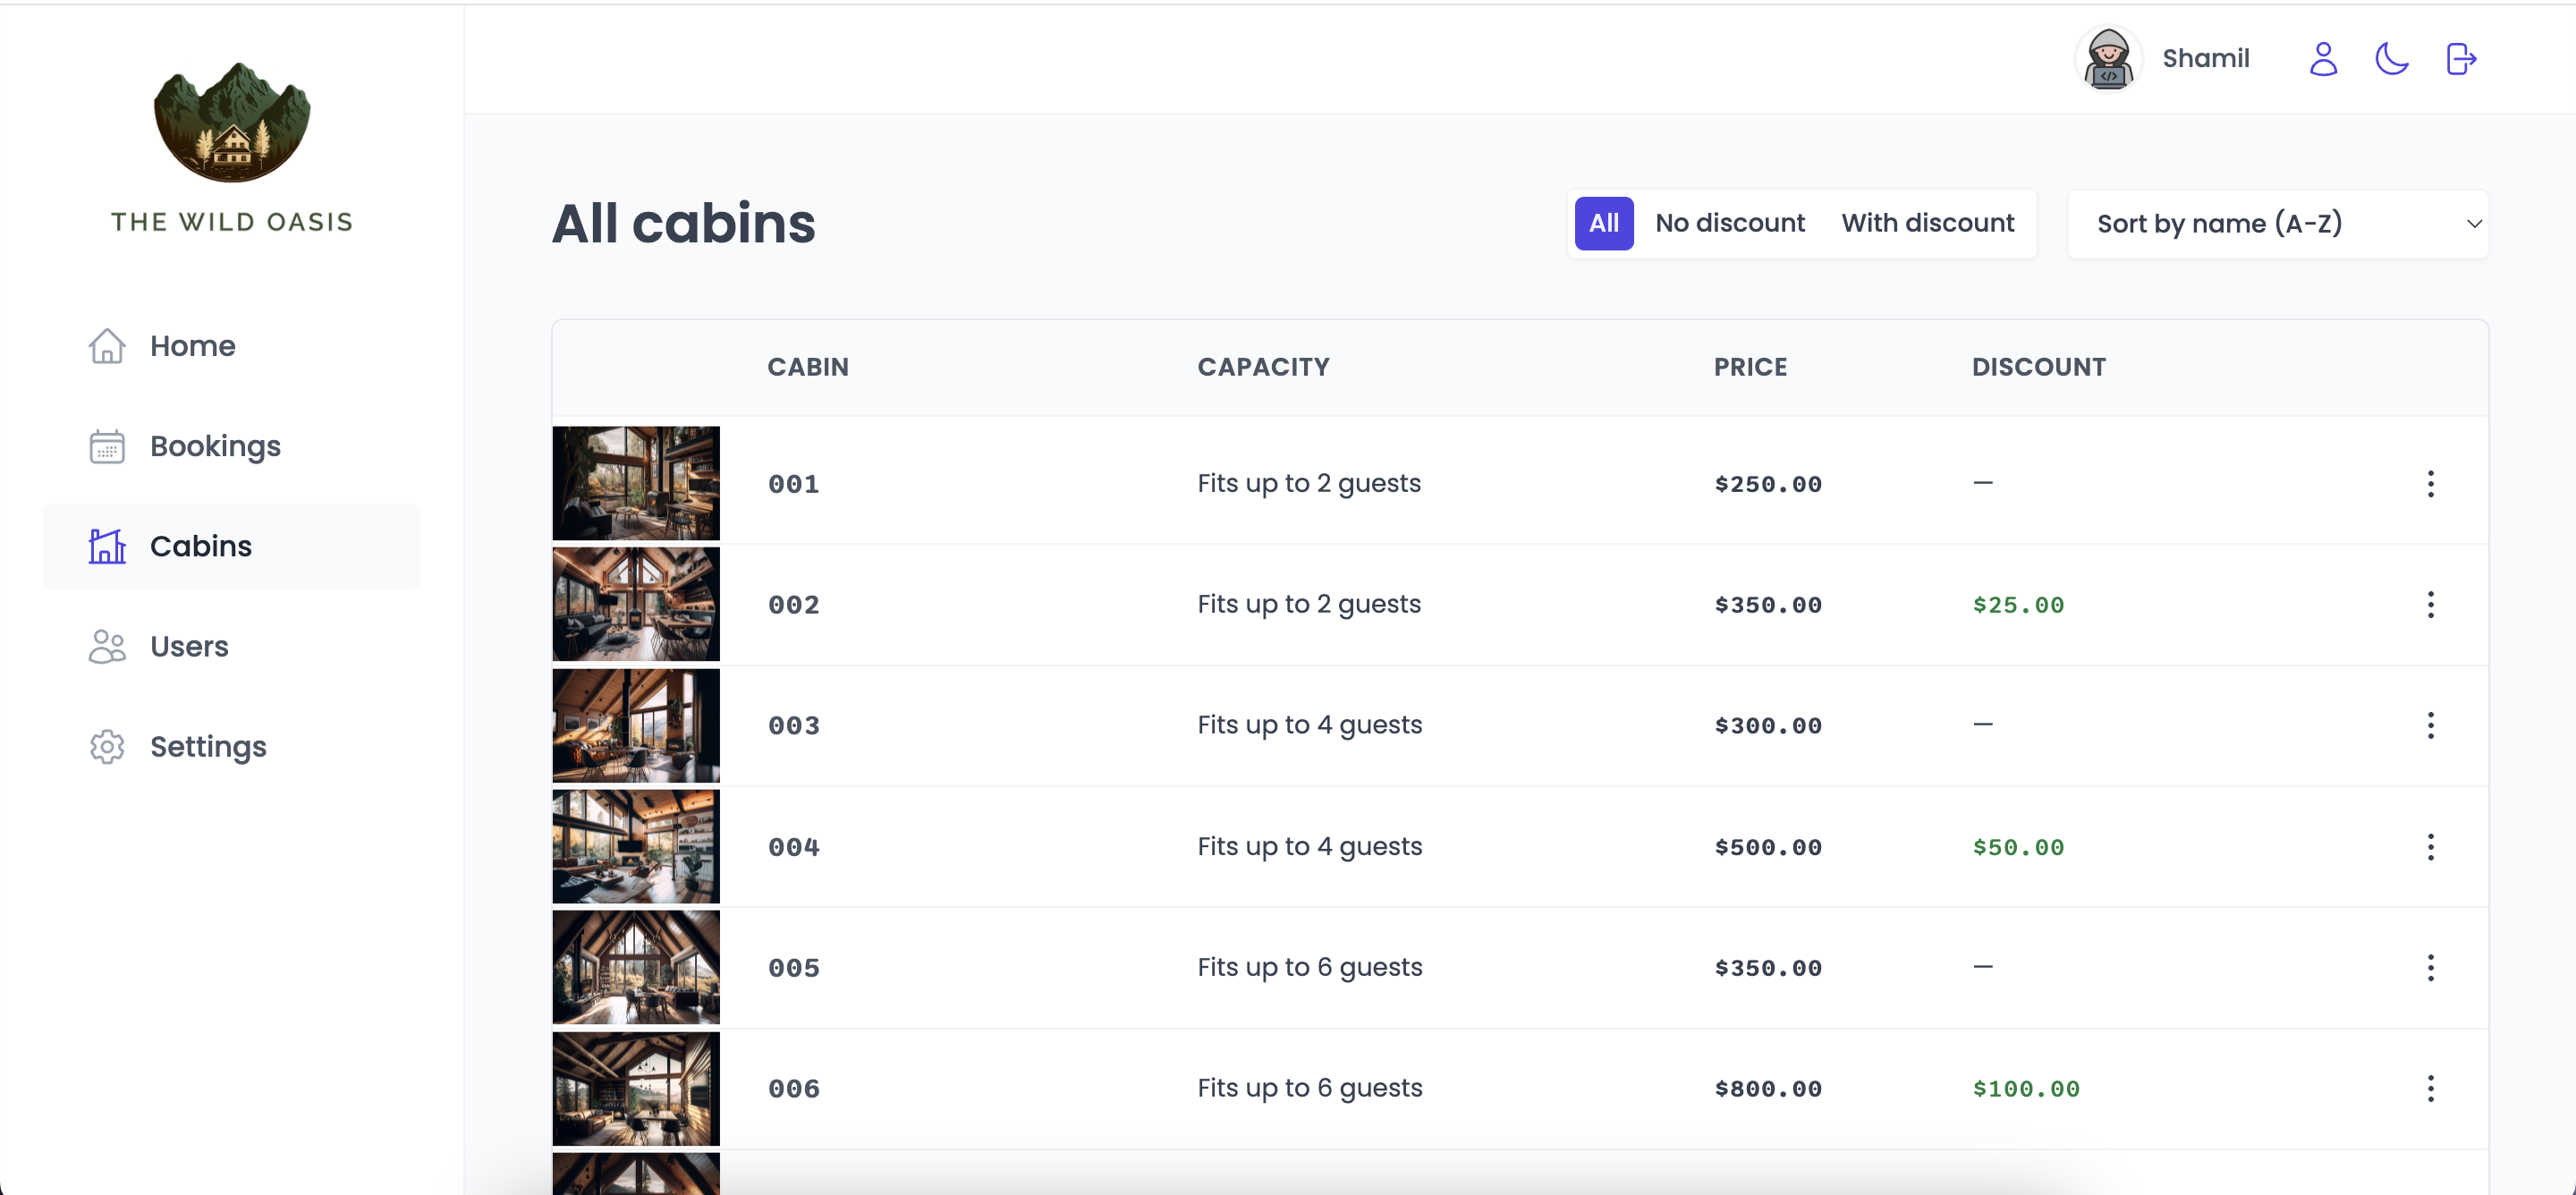 THE WILD OASIS
Home
Bookings
Cabins
Users
Settings
Shamil
All cabins
All No discount With discount
Sort by name (A-Z)
CABIN CAPACITY PRICE DISCOUNT
001 Fits up to 2 guests $250.00 —
002 Fits up to 2 guests $350.00 $25.00
003 Fits up to 4 guests $300.00 —
004 Fits up to 4 guests $500.00 $50.00
005 Fits up to 6 guests $350.00 —
006 Fits up to 6 guests $800.00 $100.00